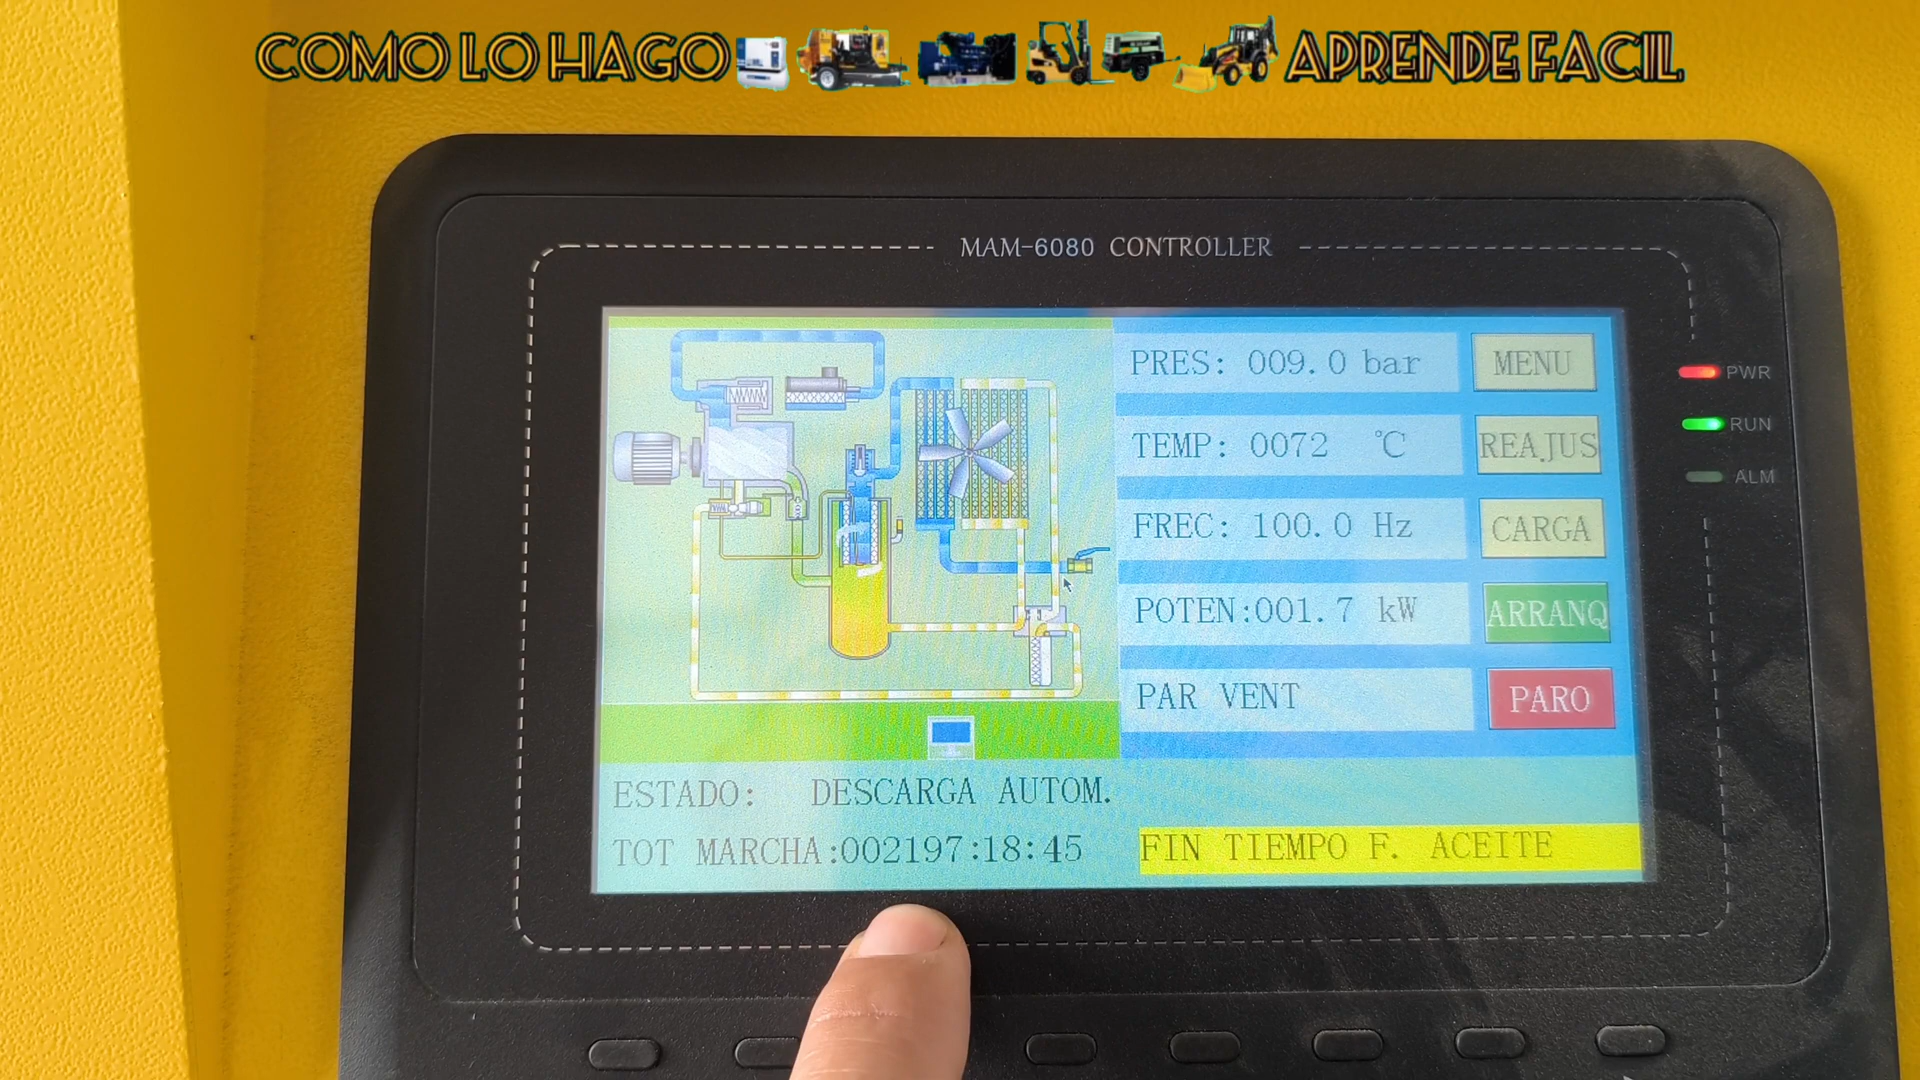 COMO LO HAGO APRENDE FACIL
MAM-6080 CONTROLLER
PRES: 009.0 bar
MENU
PWR
TEMP: 0072 ℃
REAJUS
RUN
ALM
FREC: 100.0 Hz
CARGA
POTEN:001.7 kW
ARRANQ
PAR VENT
PARO
ESTADO: DESCARGA AUTOM.
TOT MARCHA:002197:18:45
FIN TIEMPO F. ACEITE